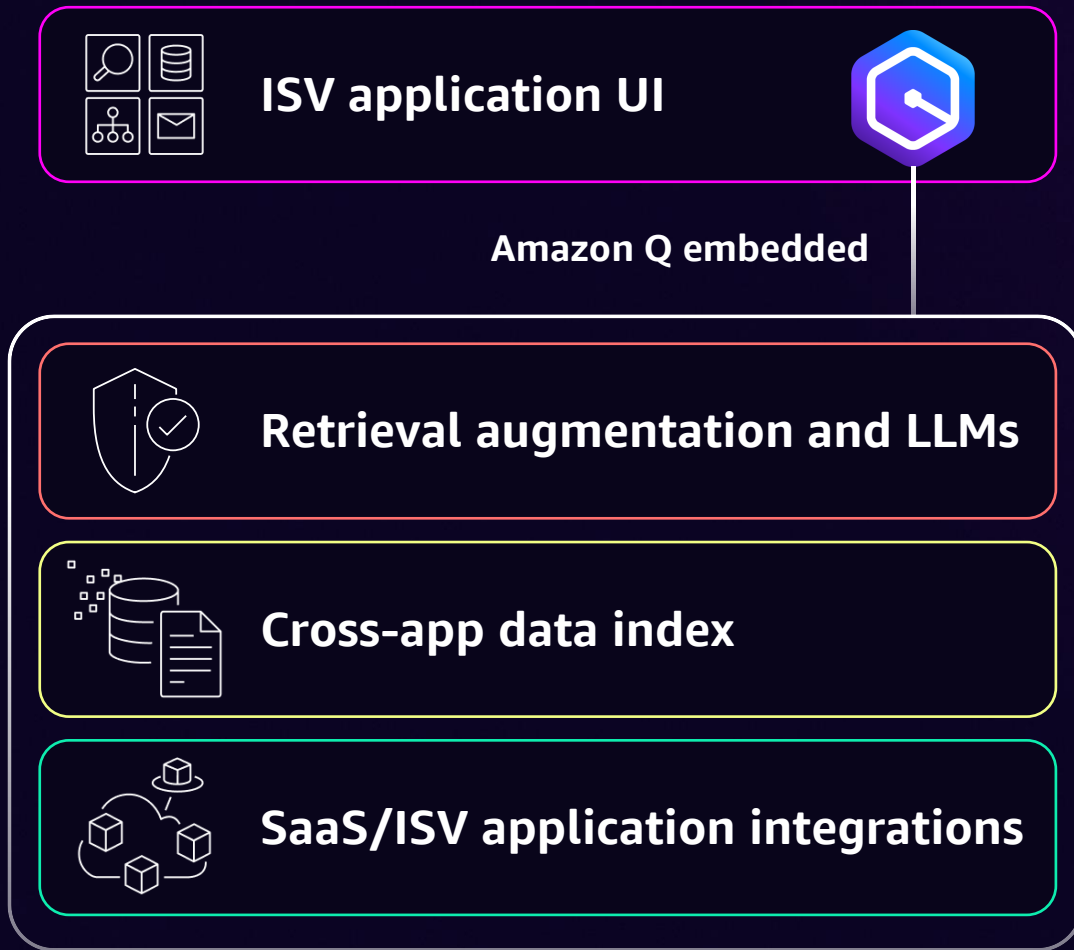 ISV application UI
Amazon Q embedded
Retrieval augmentation and LLMs
Cross-app data index
SaaS/ISV application integrations